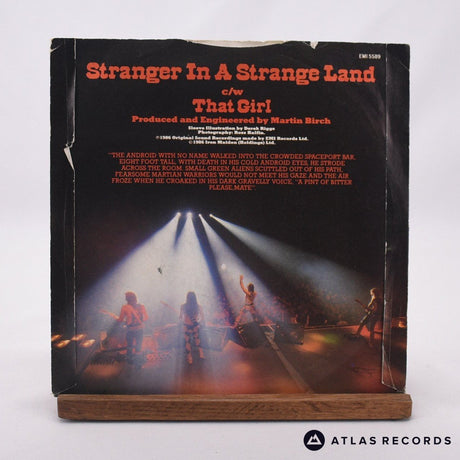 EMI 5589
Stranger In A Strange Land
c/w
That Girl
Produced and Engineered by Martin Birch
Sleeve Illustration by Derek Riggs
Photography: Ross Halfin.
℗1986 Original Sound Recordings made by EMI Records Ltd.
©1986 Iron Maiden (Holdings) Ltd.
"THE ANDROID WITH NO NAME WALKED INTO THE CROWDED SPACEPORT BAR.
EIGHT FOOT TALL, WITH DEATH IN HIS COLD ANDROID EYES, HE STRODE
ACROSS THE ROOM. SMALL GREEN ALIENS SCUTTLED OUT OF HIS PATH,
FEARSOME MARTIAN WARRIORS WOULD NOT MEET HIS GAZE AND THE AIR
FROZE WHEN HE CROAKED IN HIS DARK GRAVELLY VOICE, "A PINT OF BITTER
PLEASE, MATE".
ATLAS RECORDS